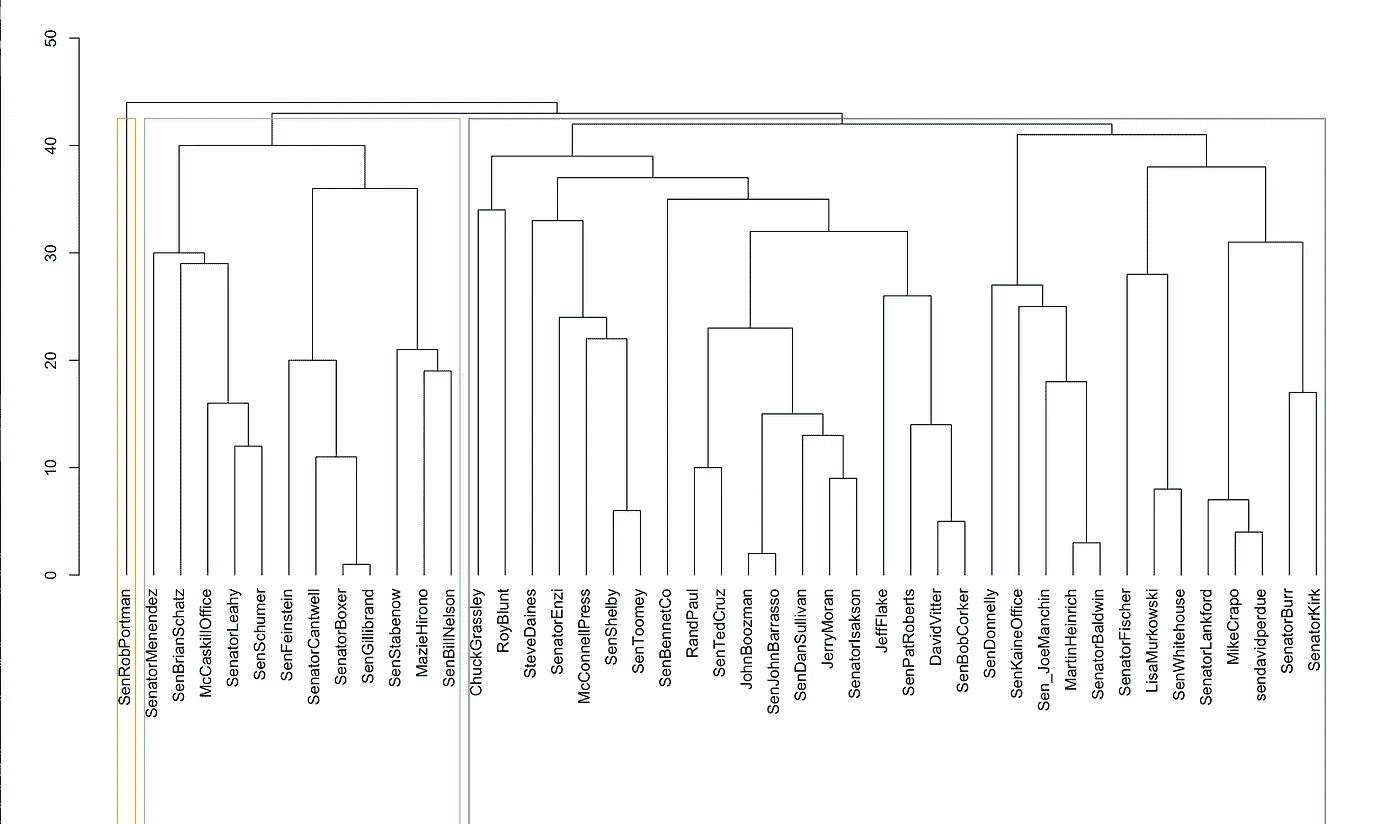 50
40
30
20
10
0
SenRobPortman
SenatorMenendez
SenBrianSchatz
McCaskillOffice
SenatorLeahy
SenSchumer
SenFeinstein
SenatorCantwell
SenatorBoxer
SenGillibrand
SenStabenow
MazieHirono
SenBillNelson
ChuckGrassley
RoyBlunt
SteveDaines
SenatorEnzi
McConnellPress
SenShelby
SenToomey
SenBennetCo
RandPaul
SenTedCruz
JohnBoozman
SenJohnBarrasso
SenDanSullivan
JerryMoran
SenatorIsakson
JeffFlake
SenPatRoberts
DavidVitter
SenBobCorker
SenDonnelly
SenKaineOffice
Sen_JoeManchin
MartinHeinrich
SenatorBaldwin
SenatorFischer
LisaMurkowski
SenWhitehouse
SenatorLankford
MikeCrapo
sendavidperdue
SenatorBurr
SenatorKirk